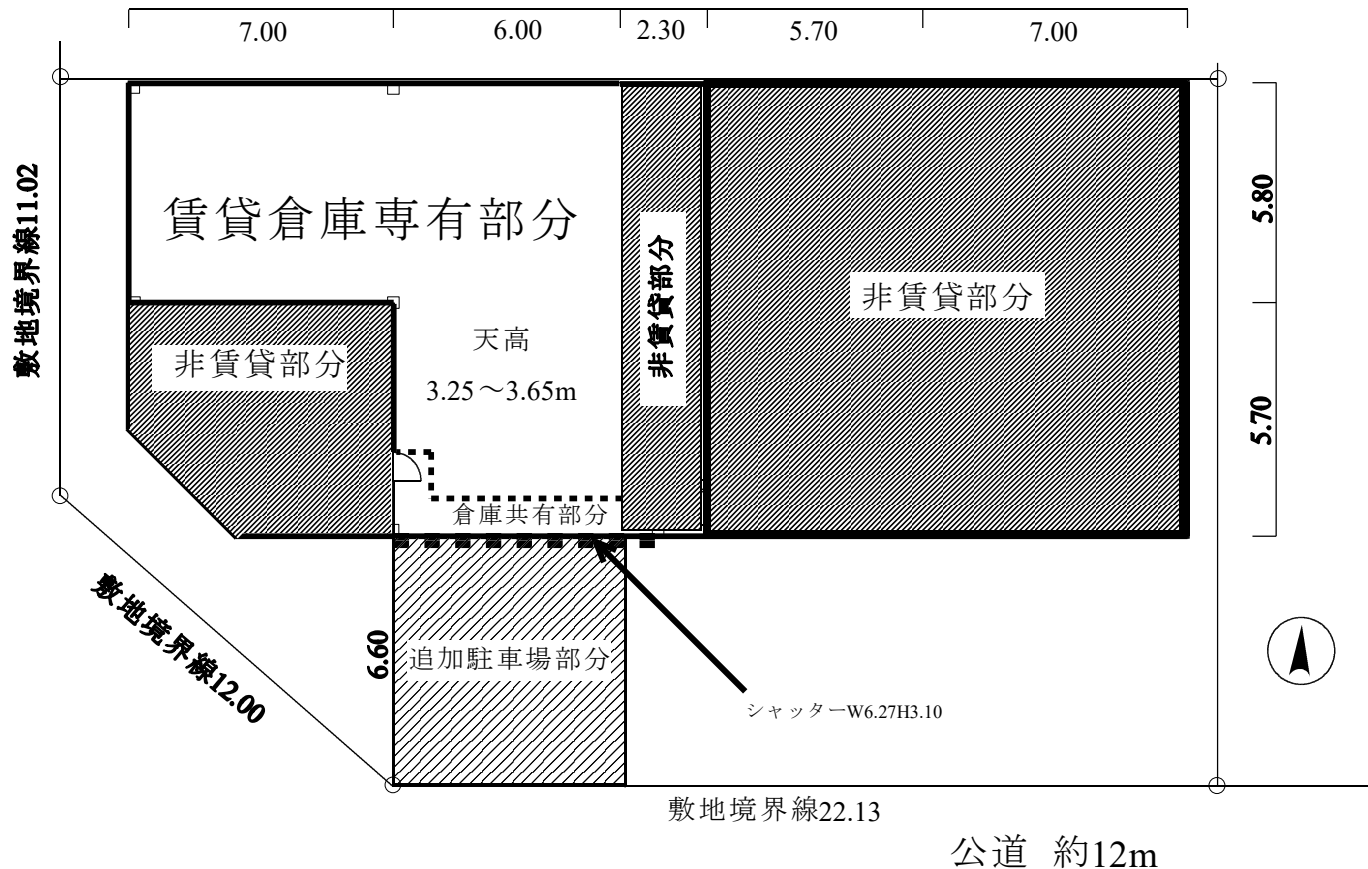 7.00 6.00 2.30 5.70 7.00
敷地境界線11.02
賃貸倉庫専有部分
非賃貸部分
非賃貸部分
5.80
非賃貸部分
天高
3.25～3.65m
5.70
倉庫共有部分
敷地境界線12.00
6.60
追加駐車場部分
シャッターW6.27H3.10
敷地境界線22.13
公道 約12m